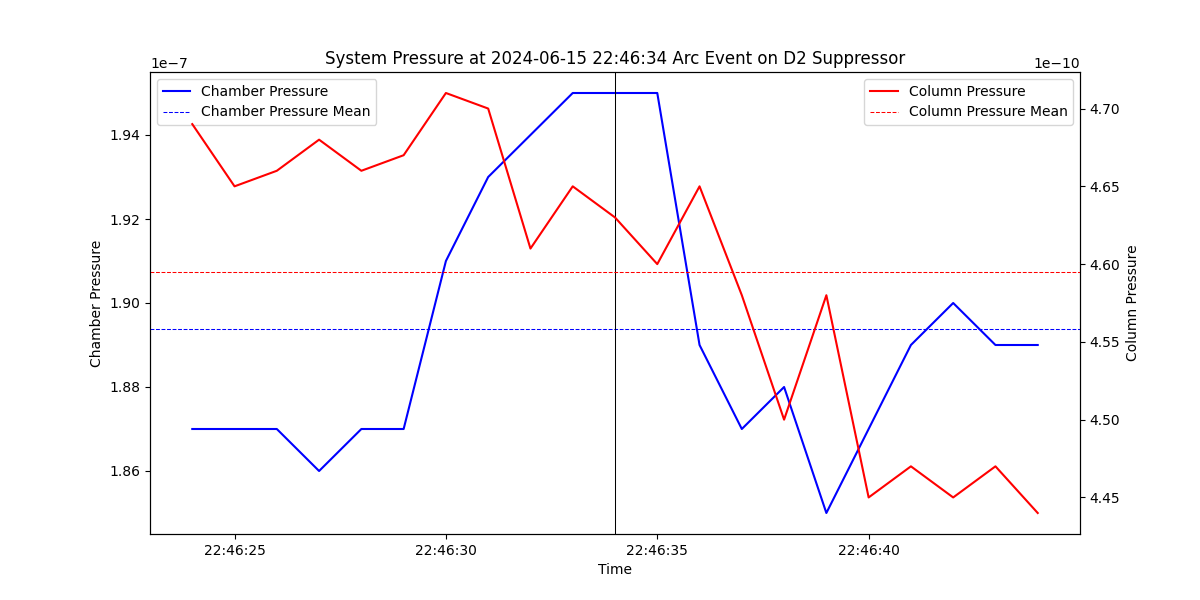 System Pressure at 2024-06-15 22:46:34 Arc Event on D2 Suppressor
1e−7
1e−10
Chamber Pressure
Chamber Pressure Mean
Column Pressure
Column Pressure Mean
1.94
1.92
1.90
1.88
1.86
Chamber Pressure
4.70
4.65
4.60
4.55
4.50
4.45
Column Pressure
22:46:25
22:46:30
22:46:35
22:46:40
Time